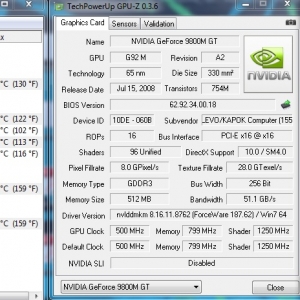 TechPowerUp GPU-Z 0.3.6
Graphics Card Sensors Validation
Name NVIDIA GeForce 9800M GT
GPU G92 M Revision A2
Technology 65 nm Die Size 330 mm²
Release Date Jul 15, 2008 Transistors 754M
NVIDIA
BIOS Version 62.92.34.00.18
Device ID 10DE - 060B Subvendor LEVO/KAPOK Computer (155
ROPs 16 Bus Interface PCI-E x16 @ x16
Shaders 96 Unified DirectX Support 10.0 / SM4.0
Pixel Fillrate 8.0 GPixel/s Texture Fillrate 28.0 GTexel/s
Memory Type GDDR3 Bus Width 256 Bit
Memory Size 512 MB Bandwidth 51.1 GB/s
Driver Version nvlddmkm 8.16.11.8762 (ForceWare 187.62) / Win7 64
GPU Clock 500 MHz Memory 799 MHz Shader 1250 MHz
Default Clock 500 MHz Memory 799 MHz Shader 1250 MHz
NVIDIA SLI Disabled
NVIDIA GeForce 9800M GT Close
x
°C (130 °F)
°C (122 °F)
°C (102 °F)
°C (113 °F)
°C (116 °F)
°C (159 °F)
°C (159 °F)